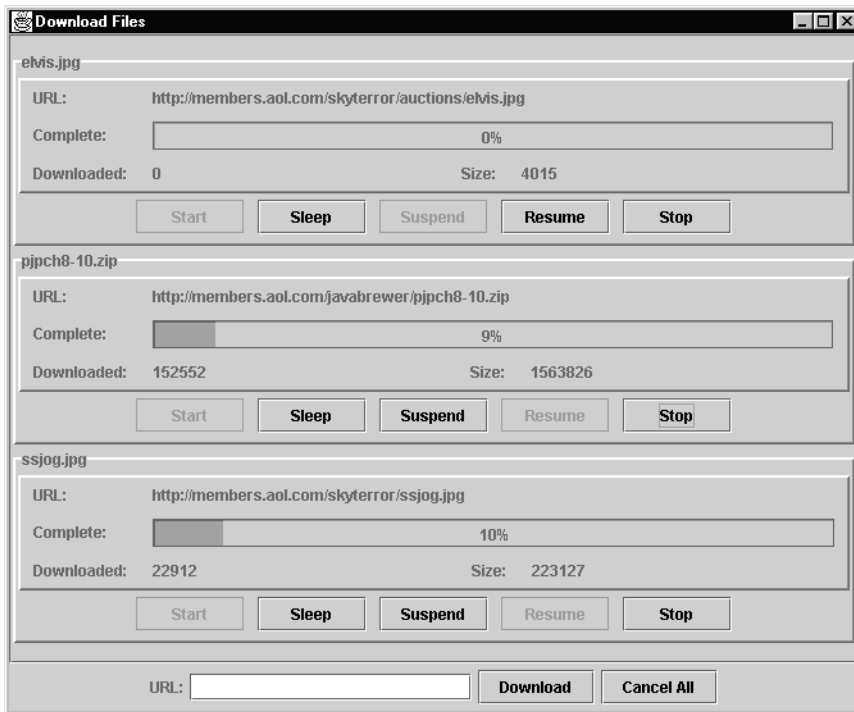 Download Files
elvis.jpg
URL: http://members.aol.com/skyterror/auctions/elvis.jpg
Complete: 0%
Downloaded: 0 Size: 4015
Start Sleep Suspend Resume Stop
pjpch8-10.zip
URL: http://members.aol.com/javabrewer/pjpch8-10.zip
Complete: 9%
Downloaded: 152552 Size: 1563826
Start Sleep Suspend Resume Stop
ssjog.jpg
URL: http://members.aol.com/skyterror/ssjog.jpg
Complete: 10%
Downloaded: 22912 Size: 223127
Start Sleep Suspend Resume Stop
URL: Download Cancel All